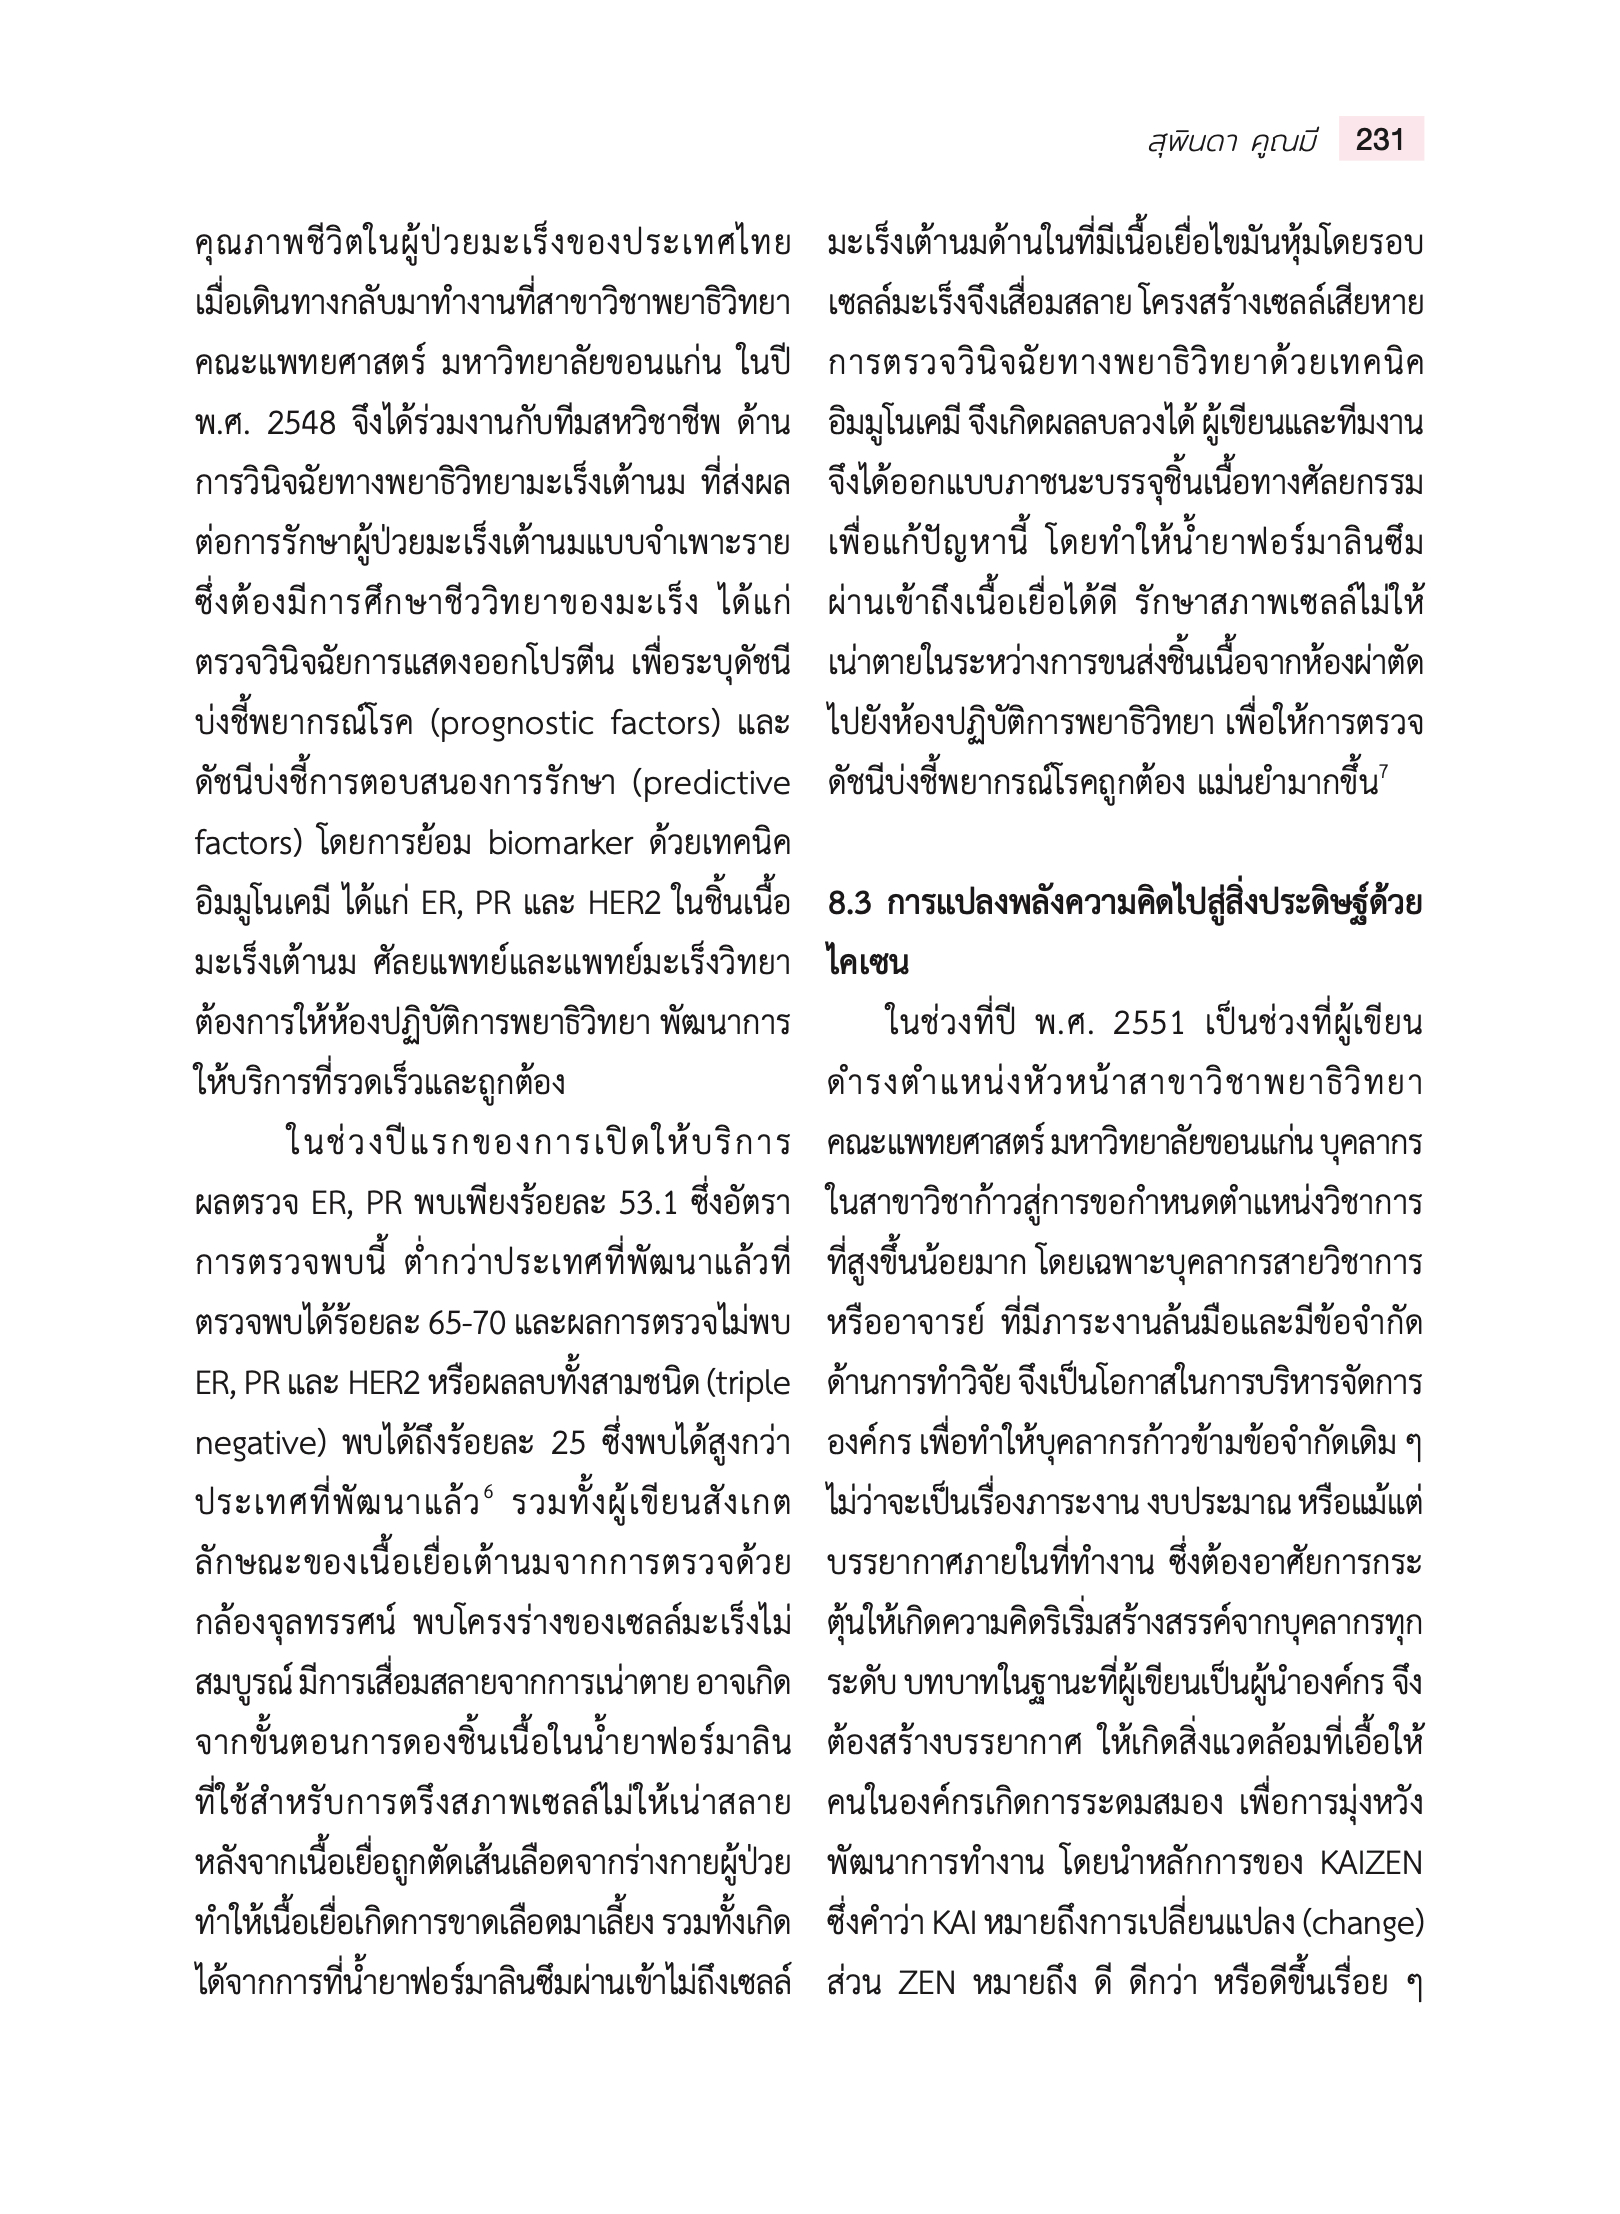 สุพินดา คูณมี 231
คุณภาพชีวิตในผู้ป่วยมะเร็งของประเทศไทย
เมื่อเดินทางกลับมาทำงานที่สาขาวิชาพยาธิวิทยา
คณะแพทยศาสตร์ มหาวิทยาลัยขอนแก่น ในปี
พ.ศ. 2548 จึงได้ร่วมงานกับทีมสหวิชาชีพ ด้าน
การวินิจฉัยทางพยาธิวิทยามะเร็งเต้านม ที่ส่งผล
ต่อการรักษาผู้ป่วยมะเร็งเต้านมแบบจำเพาะราย
ซึ่งต้องมีการศึกษาชีววิทยาของมะเร็ง ได้แก่
ตรวจวินิจฉัยการแสดงออกโปรตีน เพื่อระบุดัชนี
บ่งชี้พยากรณ์โรค (prognostic factors) และ
ดัชนีบ่งชี้การตอบสนองการรักษา (predictive
factors) โดยการย้อม biomarker ด้วยเทคนิค
อิมมูโนเคมี ได้แก่ ER, PR และ HER2 ในชิ้นเนื้อ
มะเร็งเต้านม ศัลยแพทย์และแพทย์มะเร็งวิทยา
ต้องการให้ห้องปฏิบัติการพยาธิวิทยา พัฒนาการ
ให้บริการที่รวดเร็วและถูกต้อง
ในช่วงปีแรกของการเปิดให้บริการ
ผลตรวจ ER, PR พบเพียงร้อยละ 53.1 ซึ่งอัตรา
การตรวจพบนี้ ต่ำกว่าประเทศที่พัฒนาแล้วที่
ตรวจพบได้ร้อยละ 65-70 และผลการตรวจไม่พบ
ER, PR และ HER2 หรือผลลบทั้งสามชนิด (triple
negative) พบได้ถึงร้อยละ 25 ซึ่งพบได้สูงกว่า
ประเทศที่พัฒนาแล้ว⁶ รวมทั้งผู้เขียนสังเกต
ลักษณะของเนื้อเยื่อเต้านมจากการตรวจด้วย
กล้องจุลทรรศน์ พบโครงร่างของเซลล์มะเร็งไม่
สมบูรณ์ มีการเสื่อมสลายจากการเน่าตาย อาจเกิด
จากขั้นตอนการดองชิ้นเนื้อในน้ำยาฟอร์มาลิน
ที่ใช้สำหรับการตรึงสภาพเซลล์ไม่ให้เน่าสลาย
หลังจากเนื้อเยื่อถูกตัดเส้นเลือดจากร่างกายผู้ป่วย
ทำให้เนื้อเยื่อเกิดการขาดเลือดมาเลี้ยง รวมทั้งเกิด
ได้จากการที่น้ำยาฟอร์มาลินซึมผ่านเข้าไม่ถึงเซลล์
มะเร็งเต้านมด้านในที่มีเนื้อเยื่อไขมันหุ้มโดยรอบ
เซลล์มะเร็งจึงเสื่อมสลาย โครงสร้างเซลล์เสียหาย
การตรวจวินิจฉัยทางพยาธิวิทยาด้วยเทคนิค
อิมมูโนเคมี จึงเกิดผลลบลวงได้ ผู้เขียนและทีมงาน
จึงได้ออกแบบภาชนะบรรจุชิ้นเนื้อทางศัลยกรรม
เพื่อแก้ปัญหานี้ โดยทำให้น้ำยาฟอร์มาลินซึม
ผ่านเข้าถึงเนื้อเยื่อได้ดี รักษาสภาพเซลล์ไม่ให้
เน่าตายในระหว่างการขนส่งชิ้นเนื้อจากห้องผ่าตัด
ไปยังห้องปฏิบัติการพยาธิวิทยา เพื่อให้การตรวจ
ดัชนีบ่งชี้พยากรณ์โรคถูกต้อง แม่นยำมากขึ้น⁷
8.3 การแปลงพลังความคิดไปสู่สิ่งประดิษฐ์ด้วย
ไคเซน
ในช่วงที่ปี พ.ศ. 2551 เป็นช่วงที่ผู้เขียน
ดำรงตำแหน่งหัวหน้าสาขาวิชาพยาธิวิทยา
คณะแพทยศาสตร์ มหาวิทยาลัยขอนแก่น บุคลากร
ในสาขาวิชาก้าวสู่การขอกำหนดตำแหน่งวิชาการ
ที่สูงขึ้นน้อยมาก โดยเฉพาะบุคลากรสายวิชาการ
หรืออาจารย์ ที่มีภาระงานล้นมือและมีข้อจำกัด
ด้านการทำวิจัย จึงเป็นโอกาสในการบริหารจัดการ
องค์กร เพื่อทำให้บุคลากรก้าวข้ามข้อจำกัดเดิม ๆ
ไม่ว่าจะเป็นเรื่องภาระงาน งบประมาณ หรือแม้แต่
บรรยากาศภายในที่ทำงาน ซึ่งต้องอาศัยการกระ
ตุ้นให้เกิดความคิดริเริ่มสร้างสรรค์จากบุคลากรทุก
ระดับ บทบาทในฐานะที่ผู้เขียนเป็นผู้นำองค์กร จึง
ต้องสร้างบรรยากาศ ให้เกิดสิ่งแวดล้อมที่เอื้อให้
คนในองค์กรเกิดการระดมสมอง เพื่อการมุ่งหวัง
พัฒนาการทำงาน โดยนำหลักการของ KAIZEN
ซึ่งคำว่า KAI หมายถึงการเปลี่ยนแปลง (change)
ส่วน ZEN หมายถึง ดี ดีกว่า หรือดีขึ้นเรื่อย ๆ